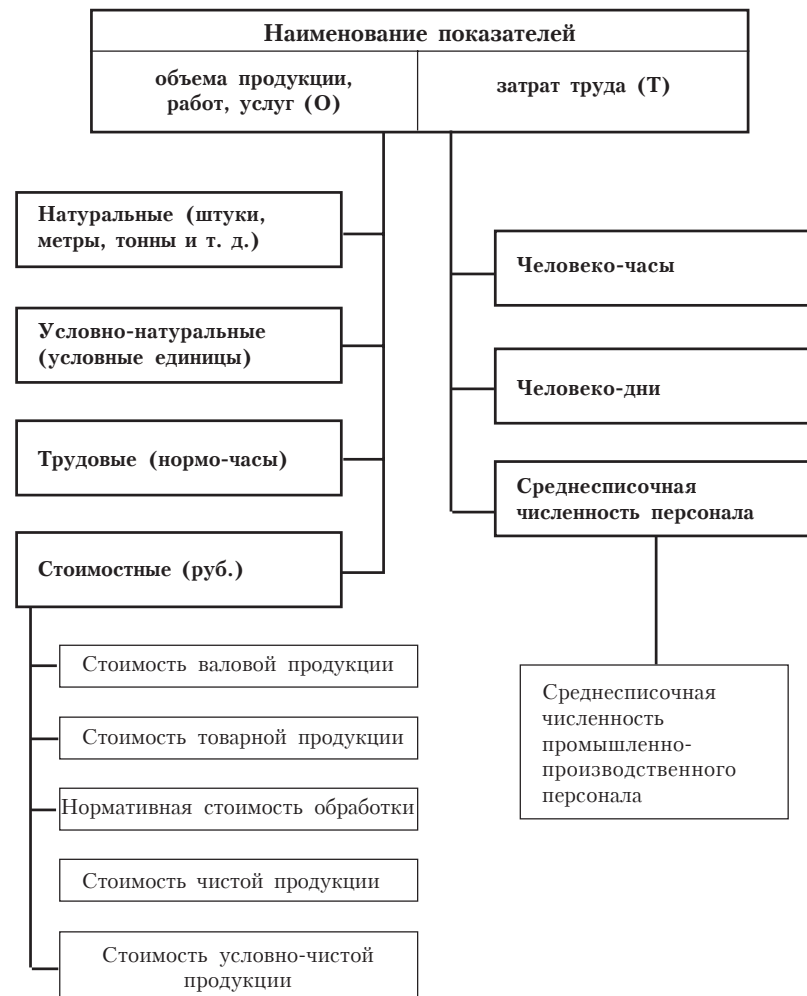 Наименование показателей
объема продукции,
работ, услуг (О)
затрат труда (Т)
Натуральные (штуки,
метры, тонны и т. д.)
Условно-натуральные
(условные единицы)
Трудовые (нормо-часы)
Стоимостные (руб.)
Стоимость валовой продукции
Стоимость товарной продукции
Нормативная стоимость обработки
Стоимость чистой продукции
Стоимость условно-чистой
продукции
Человеко-часы
Человеко-дни
Среднесписочная
численность персонала
Среднесписочная
численность
промышленно-
производственного
персонала